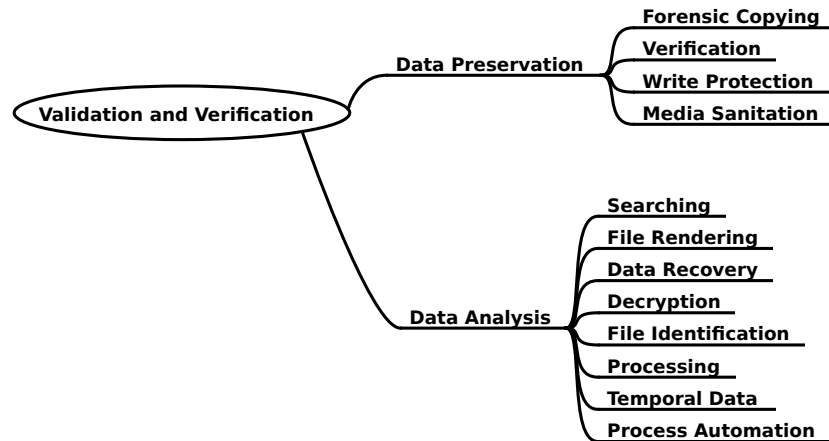 Validation and Verification
Data Preservation
Forensic Copying
Verification
Write Protection
Media Sanitation
Data Analysis
Searching
File Rendering
Data Recovery
Decryption
File Identification
Processing
Temporal Data
Process Automation